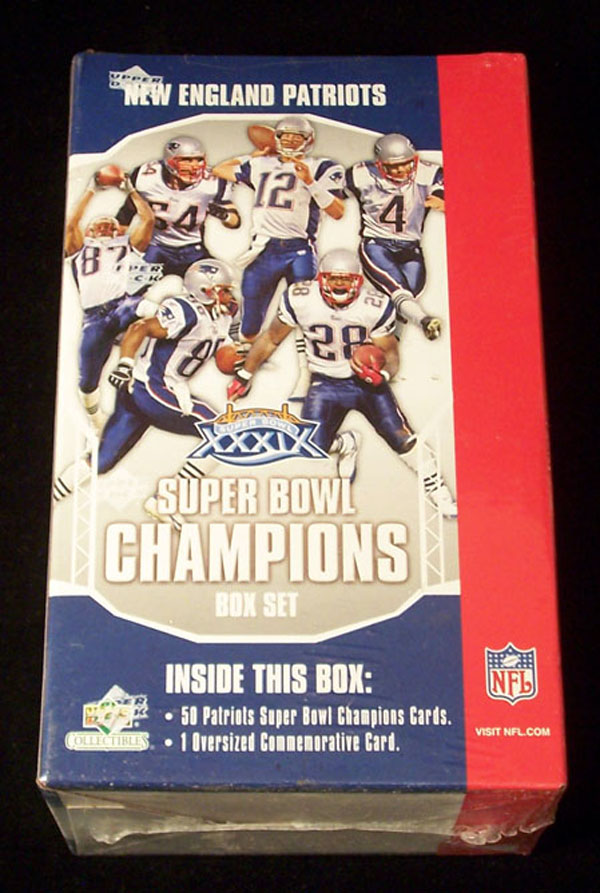 UPPER DECK
NEW ENGLAND PATRIOTS
54
12
4
87
28
SUPER BOWL
XXXIX
SUPER BOWL
CHAMPIONS
BOX SET
INSIDE THIS BOX:
• 50 Patriots Super Bowl Champions Cards.
• 1 Oversized Commemorative Card.
UPPER DECK
COLLECTIBLES
NFL
VISIT NFL.COM